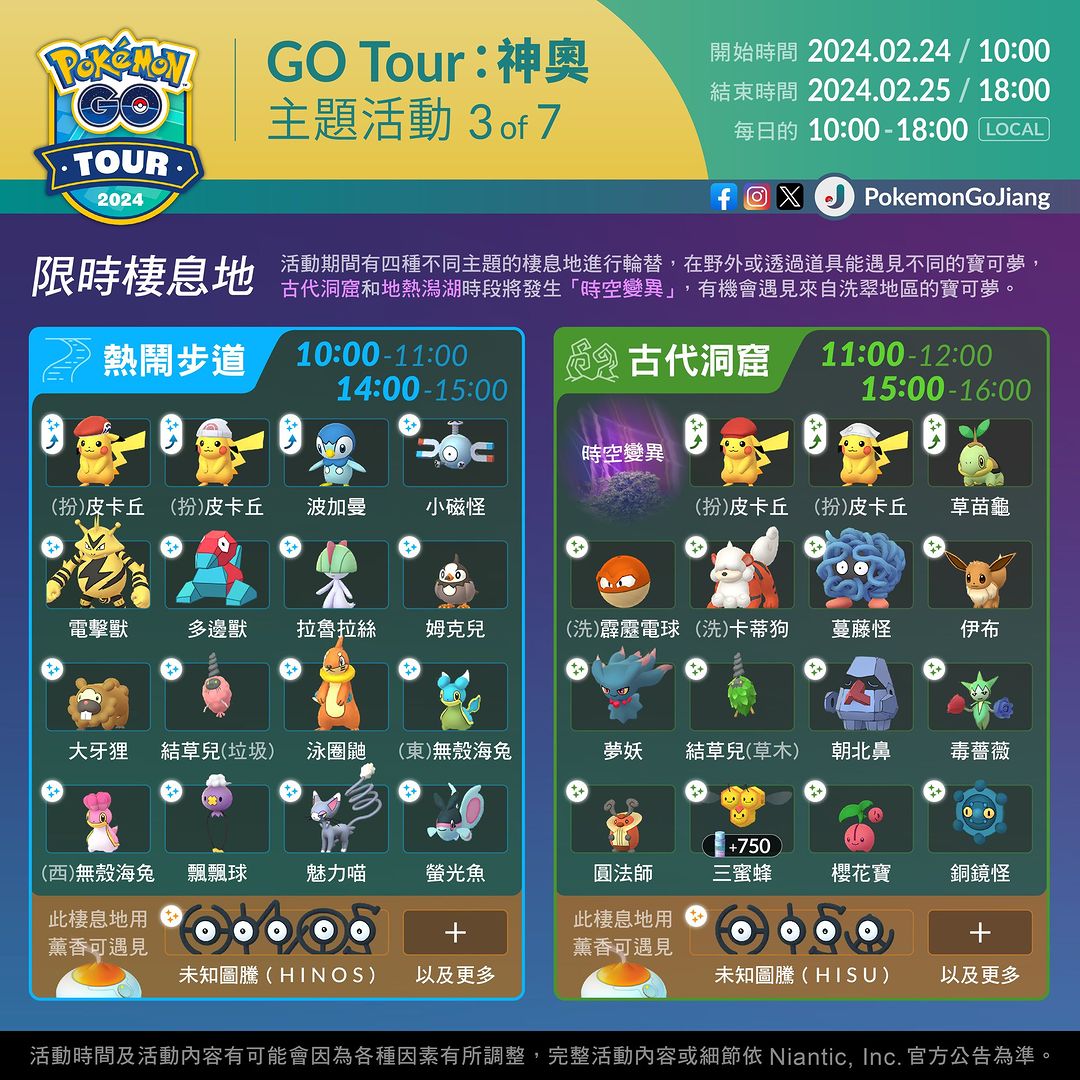 POKÉMON
GO
TOUR
2024
GO Tour：神奧
主題活動 3 of 7
開始時間 2024.02.24 / 10:00
結束時間 2024.02.25 / 18:00
每日的 10:00 - 18:00 LOCAL
PokemonGoJiang
限時棲息地
活動期間有四種不同主題的棲息地進行輪替，在野外或透過道具能遇見不同的寶可夢，
古代洞窟和地熱潟湖時段將發生「時空變異」，有機會遇見來自洗翠地區的寶可夢。
熱鬧步道
10:00-11:00
14:00-15:00
(扮)皮卡丘 (扮)皮卡丘 波加曼 小磁怪
電擊獸 多邊獸 拉魯拉絲 姆克兒
大牙狸 結草兒(垃圾) 泳圈鼬 (東)無殼海兔
(西)無殼海兔 飄飄球 魅力喵 螢光魚
此棲息地用
薰香可遇見
未知圖騰 ( H I N O S )
+
以及更多
古代洞窟
11:00-12:00
15:00-16:00
時空變異
(扮)皮卡丘 (扮)皮卡丘 草苗龜
(洗)霹靂電球 (洗)卡蒂狗 蔓藤怪 伊布
夢妖 結草兒(草木) 朝北鼻 毒薔薇
+750
圓法師 三蜜蜂 櫻花寶 銅鏡怪
此棲息地用
薰香可遇見
未知圖騰 ( H I S U )
+
以及更多
活動時間及活動內容有可能會因為各種因素有所調整，完整活動內容或細節依 Niantic, Inc. 官方公告為準。